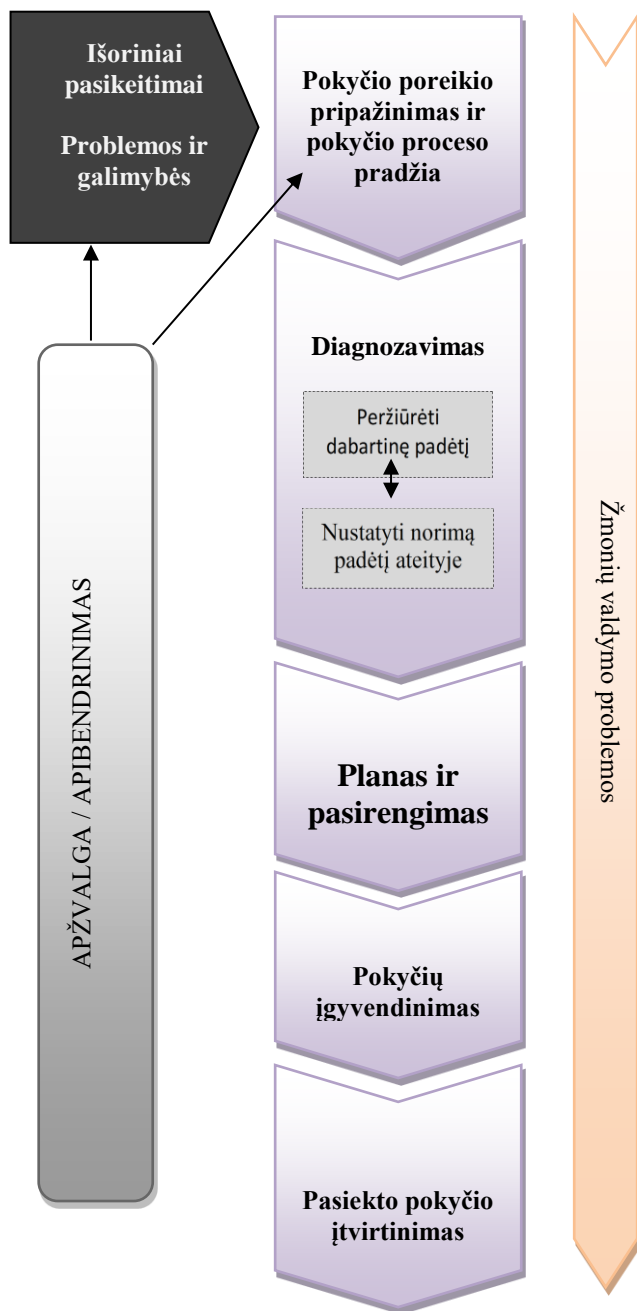 Išoriniai
pasikeitimai
Problemos ir
galimybės
Pokyčio poreikio
pripažinimas ir
pokyčio proceso
pradžia
Diagnozavimas
Peržiūrėti
dabartinę padėtį
Nustatyti norimą
padėtį ateityje
Planas ir
pasirengimas
Pokyčių
įgyvendinimas
Pasiekto pokyčio
įtvirtinimas
APŽVALGA / APIBENDRINIMAS
Žmonių valdymo problemos